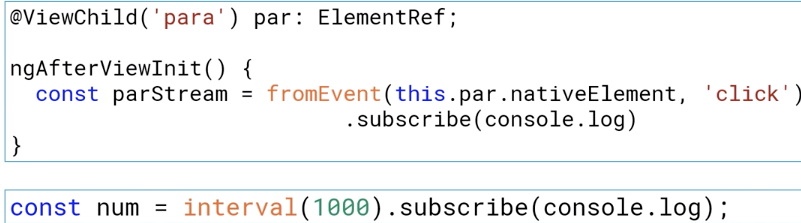 @ViewChild('para') par: ElementRef;
ngAfterViewInit() {
const parStream = fromEvent(this.par.nativeElement, 'click')
.subscribe(console.log)
}
const num = interval(1000).subscribe(console.log);